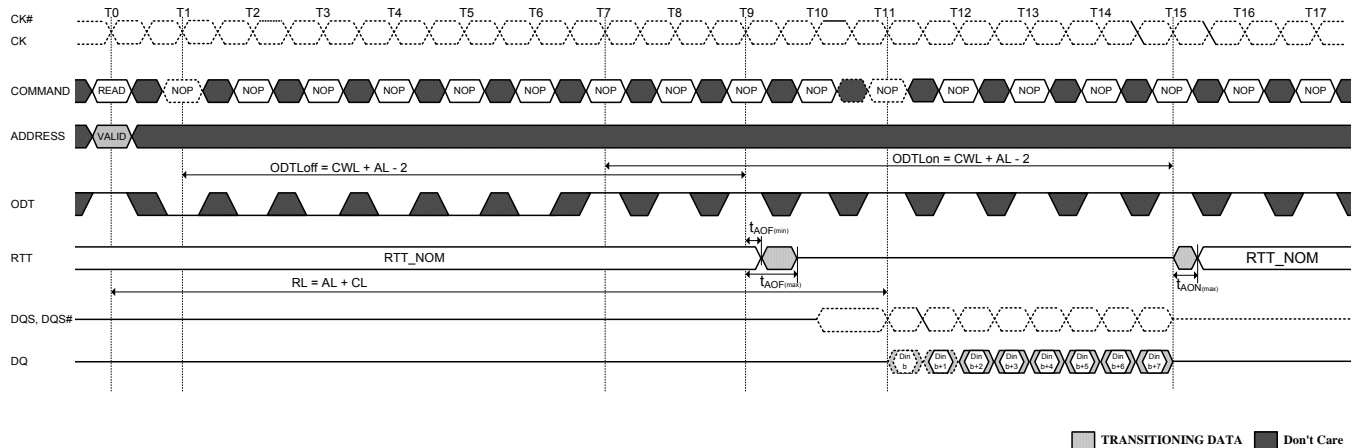 T0 T1 T2 T3 T4 T5 T6 T7 T8 T9 T10 T11 T12 T13 T14 T15 T16 T17
CK#
CK
COMMAND READ NOP NOP NOP NOP NOP NOP NOP NOP NOP NOP NOP NOP NOP NOP NOP NOP NOP
ADDRESS VALID
ODTLoff = CWL + AL - 2 ODTLon = CWL + AL - 2
ODT
tAOF(min)
RTT RTT_NOM RTT_NOM
tAOF(max) tAON(max)
RL = AL + CL
DQS, DQS#
DQ Din b Din b+1 Din b+2 Din b+3 Din b+4 Din b+5 Din b+6 Din b+7
TRANSITIONING DATA Don't Care